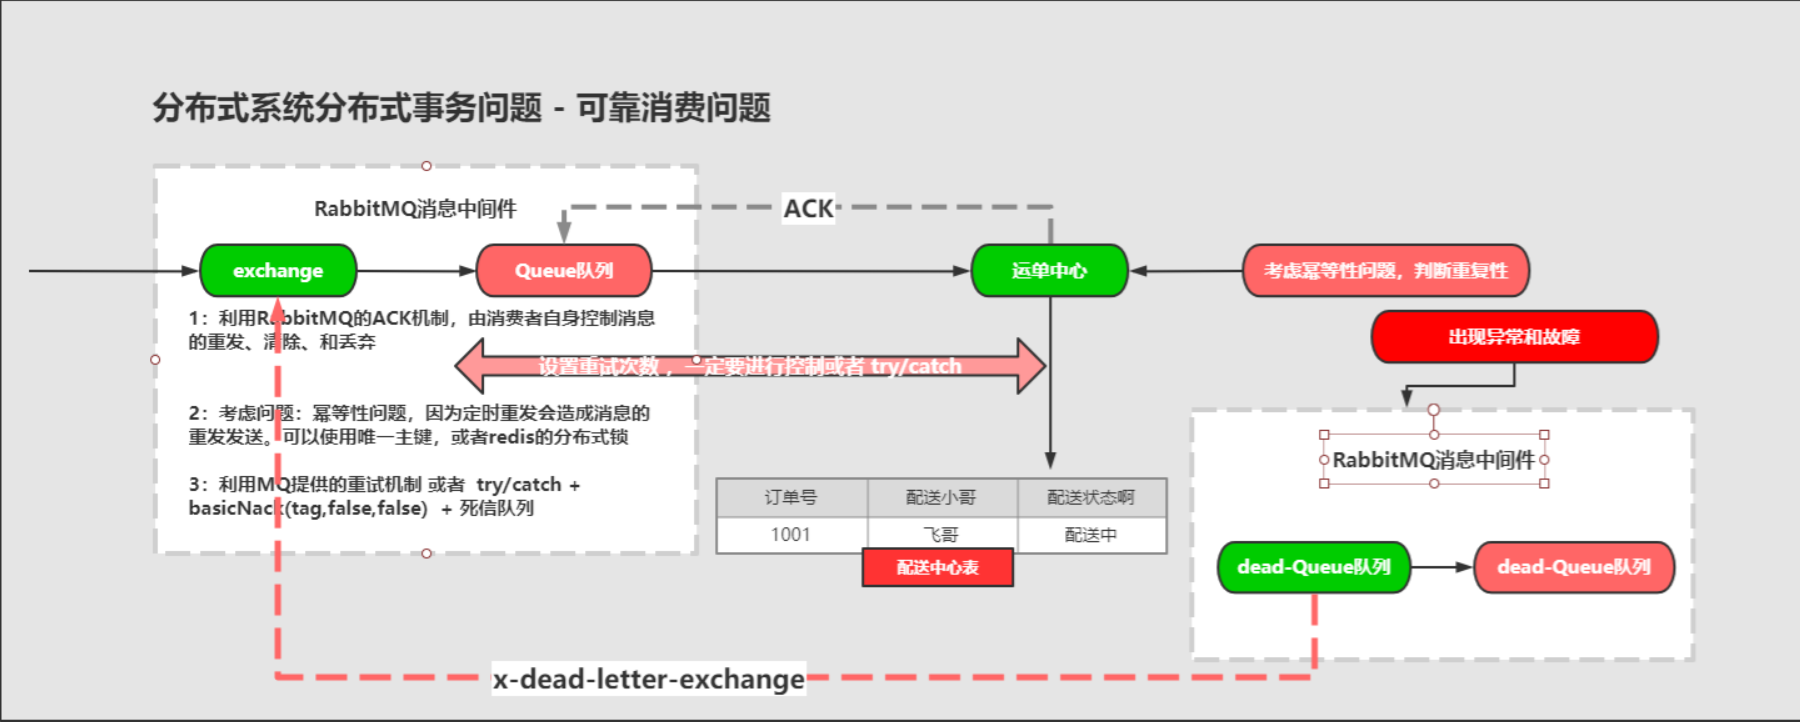 分布式系统分布式事务问题 - 可靠消费问题
RabbitMQ消息中间件
ACK
exchange
Queue队列
运单中心
考虑幂等性问题，判断重复性
1：利用RabbitMQ的ACK机制，由消费者自身控制消息
的重发、清除、和丢弃
出现异常和故障
设置重试次数，一定要进行控制或者 try/catch
2：考虑问题：幂等性问题，因为定时重发会造成消息的
重发发送。可以使用唯一主键，或者redis的分布式锁
RabbitMQ消息中间件
3：利用MQ提供的重试机制 或者 try/catch +
basicNack(tag,false,false) + 死信队列
订单号 配送小哥 配送状态啊
1001 飞哥 配送中
配送中心表
dead-Queue队列
dead-Queue队列
x-dead-letter-exchange